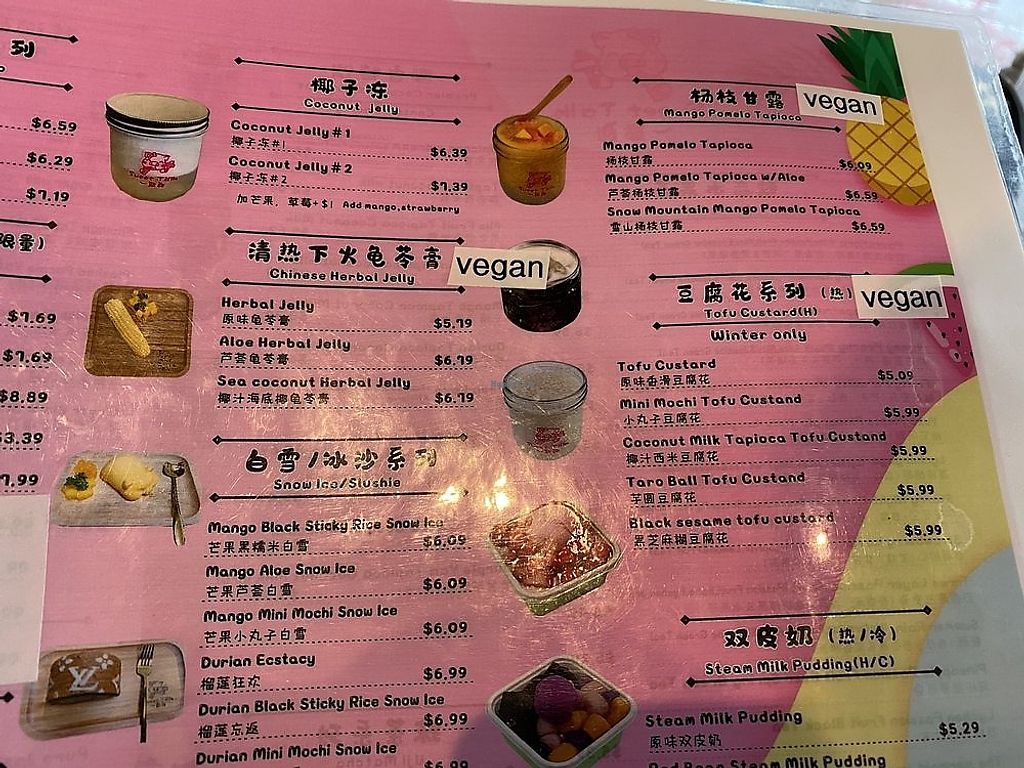 列
$6.59
$6.29
$7.19
限量)
$7.69
$7.69
$8.89
3.39
7.99
椰子冻
Coconut Jelly
Coconut Jelly #1
椰子冻#1 $6.39
Coconut Jelly #2
椰子冻#2 $7.39
加芒果，草莓+$1 Add mango,strawberry
清热下火龟苓膏 vegan
Chinese Herbal Jelly
Herbal Jelly
原味龟苓膏 $5.79
Aloe Herbal Jelly
芦荟龟苓膏 $6.79
Sea coconut Herbal Jelly
椰汁海底椰龟苓膏 $6.79
白雪/冰沙系列
Snow Ice/Slushie
Mango Black Sticky Rice Snow Ice
芒果黑糯米白雪 $6.09
Mango Aloe Snow Ice
芒果芦荟白雪 $6.09
Mango Mini Mochi Snow Ice
芒果小丸子白雪 $6.09
Durian Ecstacy
榴莲狂欢 $6.99
Durian Black Sticky Rice Snow Ice
榴莲忘返 $6.99
Durian Mini Mochi Snow Ice
$6.99
杨枝甘露 vegan
Mango Pomelo Tapioca
Mango Pomelo Tapioca
杨枝甘露 $6.09
Mango Pomelo Tapioca w/Aloe
芦荟杨枝甘露 $6.59
Snow Mountain Mango Pomelo Tapioca
雪山杨枝甘露 $6.59
豆腐花系列 (热) vegan
Tofu Custard(H)
Winter only
Tofu Custard
原味香滑豆腐花 $5.09
Mini Mochi Tofu Custand
小丸子豆腐花 $5.99
Coconut Milk Tapioca Tofu Custand
椰汁西米豆腐花 $5.99
Taro Ball Tofu Custand
芋圆豆腐花 $5.99
Black sesame tofu custard
黑芝麻糊豆腐花 $5.99
双皮奶 (热/冷)
Steam Milk Pudding(H/C)
Steam Milk Pudding
原味双皮奶 $5.29
Red Bean Steam Milk Pudding